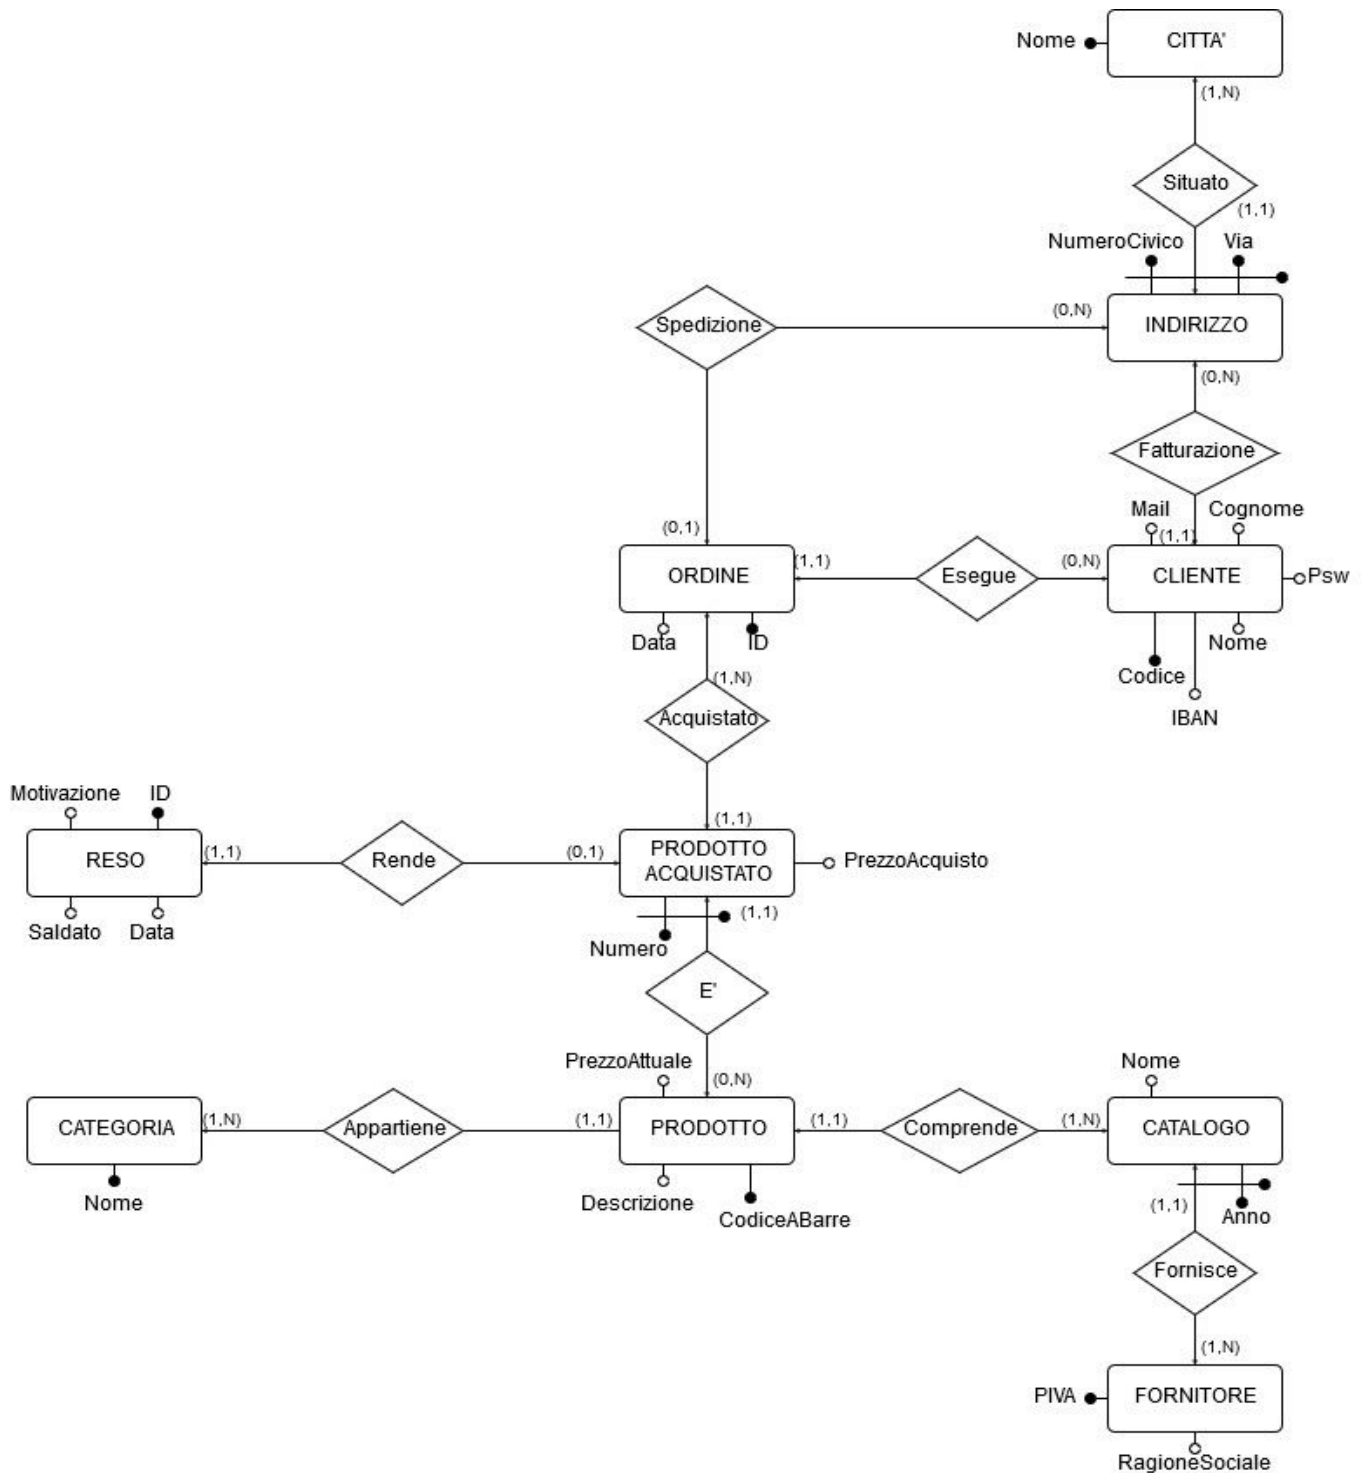 Nome
CITTA'
(1,N)
Situato
(1,1)
NumeroCivico
Via
Spedizione
(0,N)
INDIRIZZO
(0,N)
Fatturazione
(0,1)
Mail
Cognome
(1,1)
ORDINE
(1,1)
Esegue
(0,N)
CLIENTE
Psw
Data
ID
Nome
Codice
(1,N)
IBAN
Acquistato
Motivazione
ID
(1,1)
RESO
(1,1)
Rende
(0,1)
PRODOTTO
ACQUISTATO
PrezzoAcquisto
Saldato
Data
(1,1)
Numero
E'
PrezzoAttuale
(0,N)
Nome
CATEGORIA
(1,N)
Appartiene
(1,1)
PRODOTTO
(1,1)
Comprende
(1,N)
CATALOGO
Nome
Descrizione
CodiceABarre
(1,1)
Anno
Fornisce
(1,N)
PIVA
FORNITORE
RagioneSociale